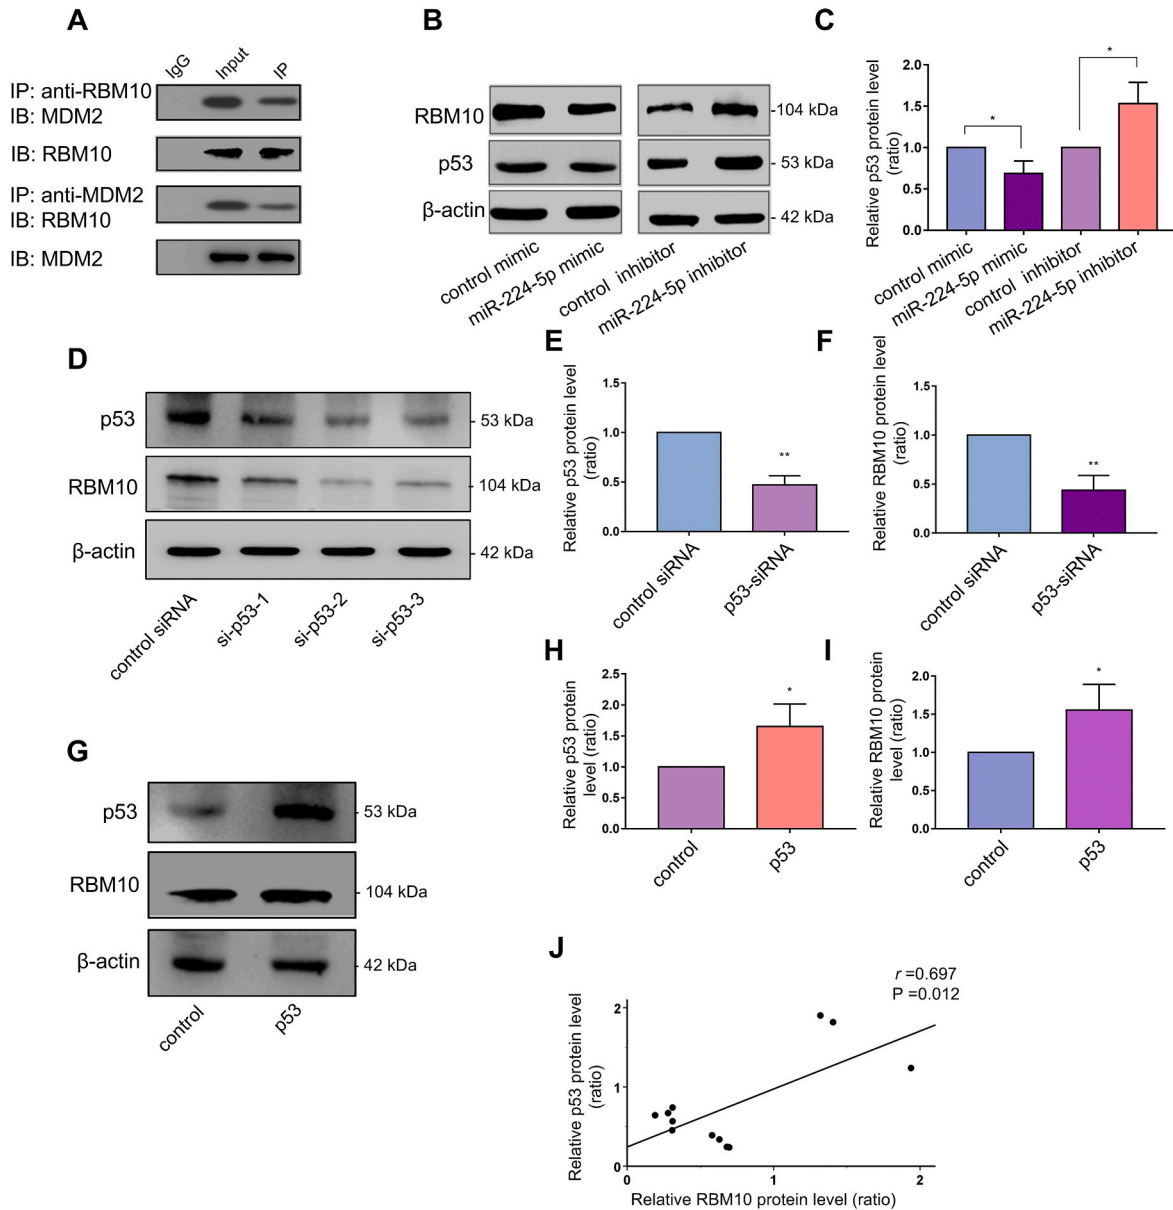 A
IgG Input IP
IP: anti-RBM10
IB: MDM2
IB: RBM10
IP: anti-MDM2
IB: RBM10
IB: MDM2
B
RBM10
p53
β-actin
104 kDa
53 kDa
42 kDa
control mimic
miR-224-5p mimic
control inhibitor
miR-224-5p inhibitor
C
Relative p53 protein level
(ratio)
2.0
1.5
1.0
0.5
0.0
*
*
control mimic
miR-224-5p mimic
control inhibitor
miR-224-5p inhibitor
D
p53
RBM10
β-actin
53 kDa
104 kDa
42 kDa
control siRNA
si-p53-1
si-p53-2
si-p53-3
E
Relative p53 protein level
(ratio)
1.5
1.0
0.5
0.0
**
control siRNA
p53-siRNA
F
Relative RBM10 protein level
(ratio)
1.5
1.0
0.5
0.0
**
control siRNA
p53-siRNA
G
p53
RBM10
β-actin
53 kDa
104 kDa
42 kDa
control
p53
H
Relative p53 protein
level (ratio)
2.5
2.0
1.5
1.0
0.5
0.0
*
control
p53
I
Relative RBM10 protein
level (ratio)
2.0
1.5
1.0
0.5
0.0
*
control
p53
J
r=0.697
P =0.012
Relative p53 protein level
(ratio)
2
1
0
0 1 2
Relative RBM10 protein level (ratio)